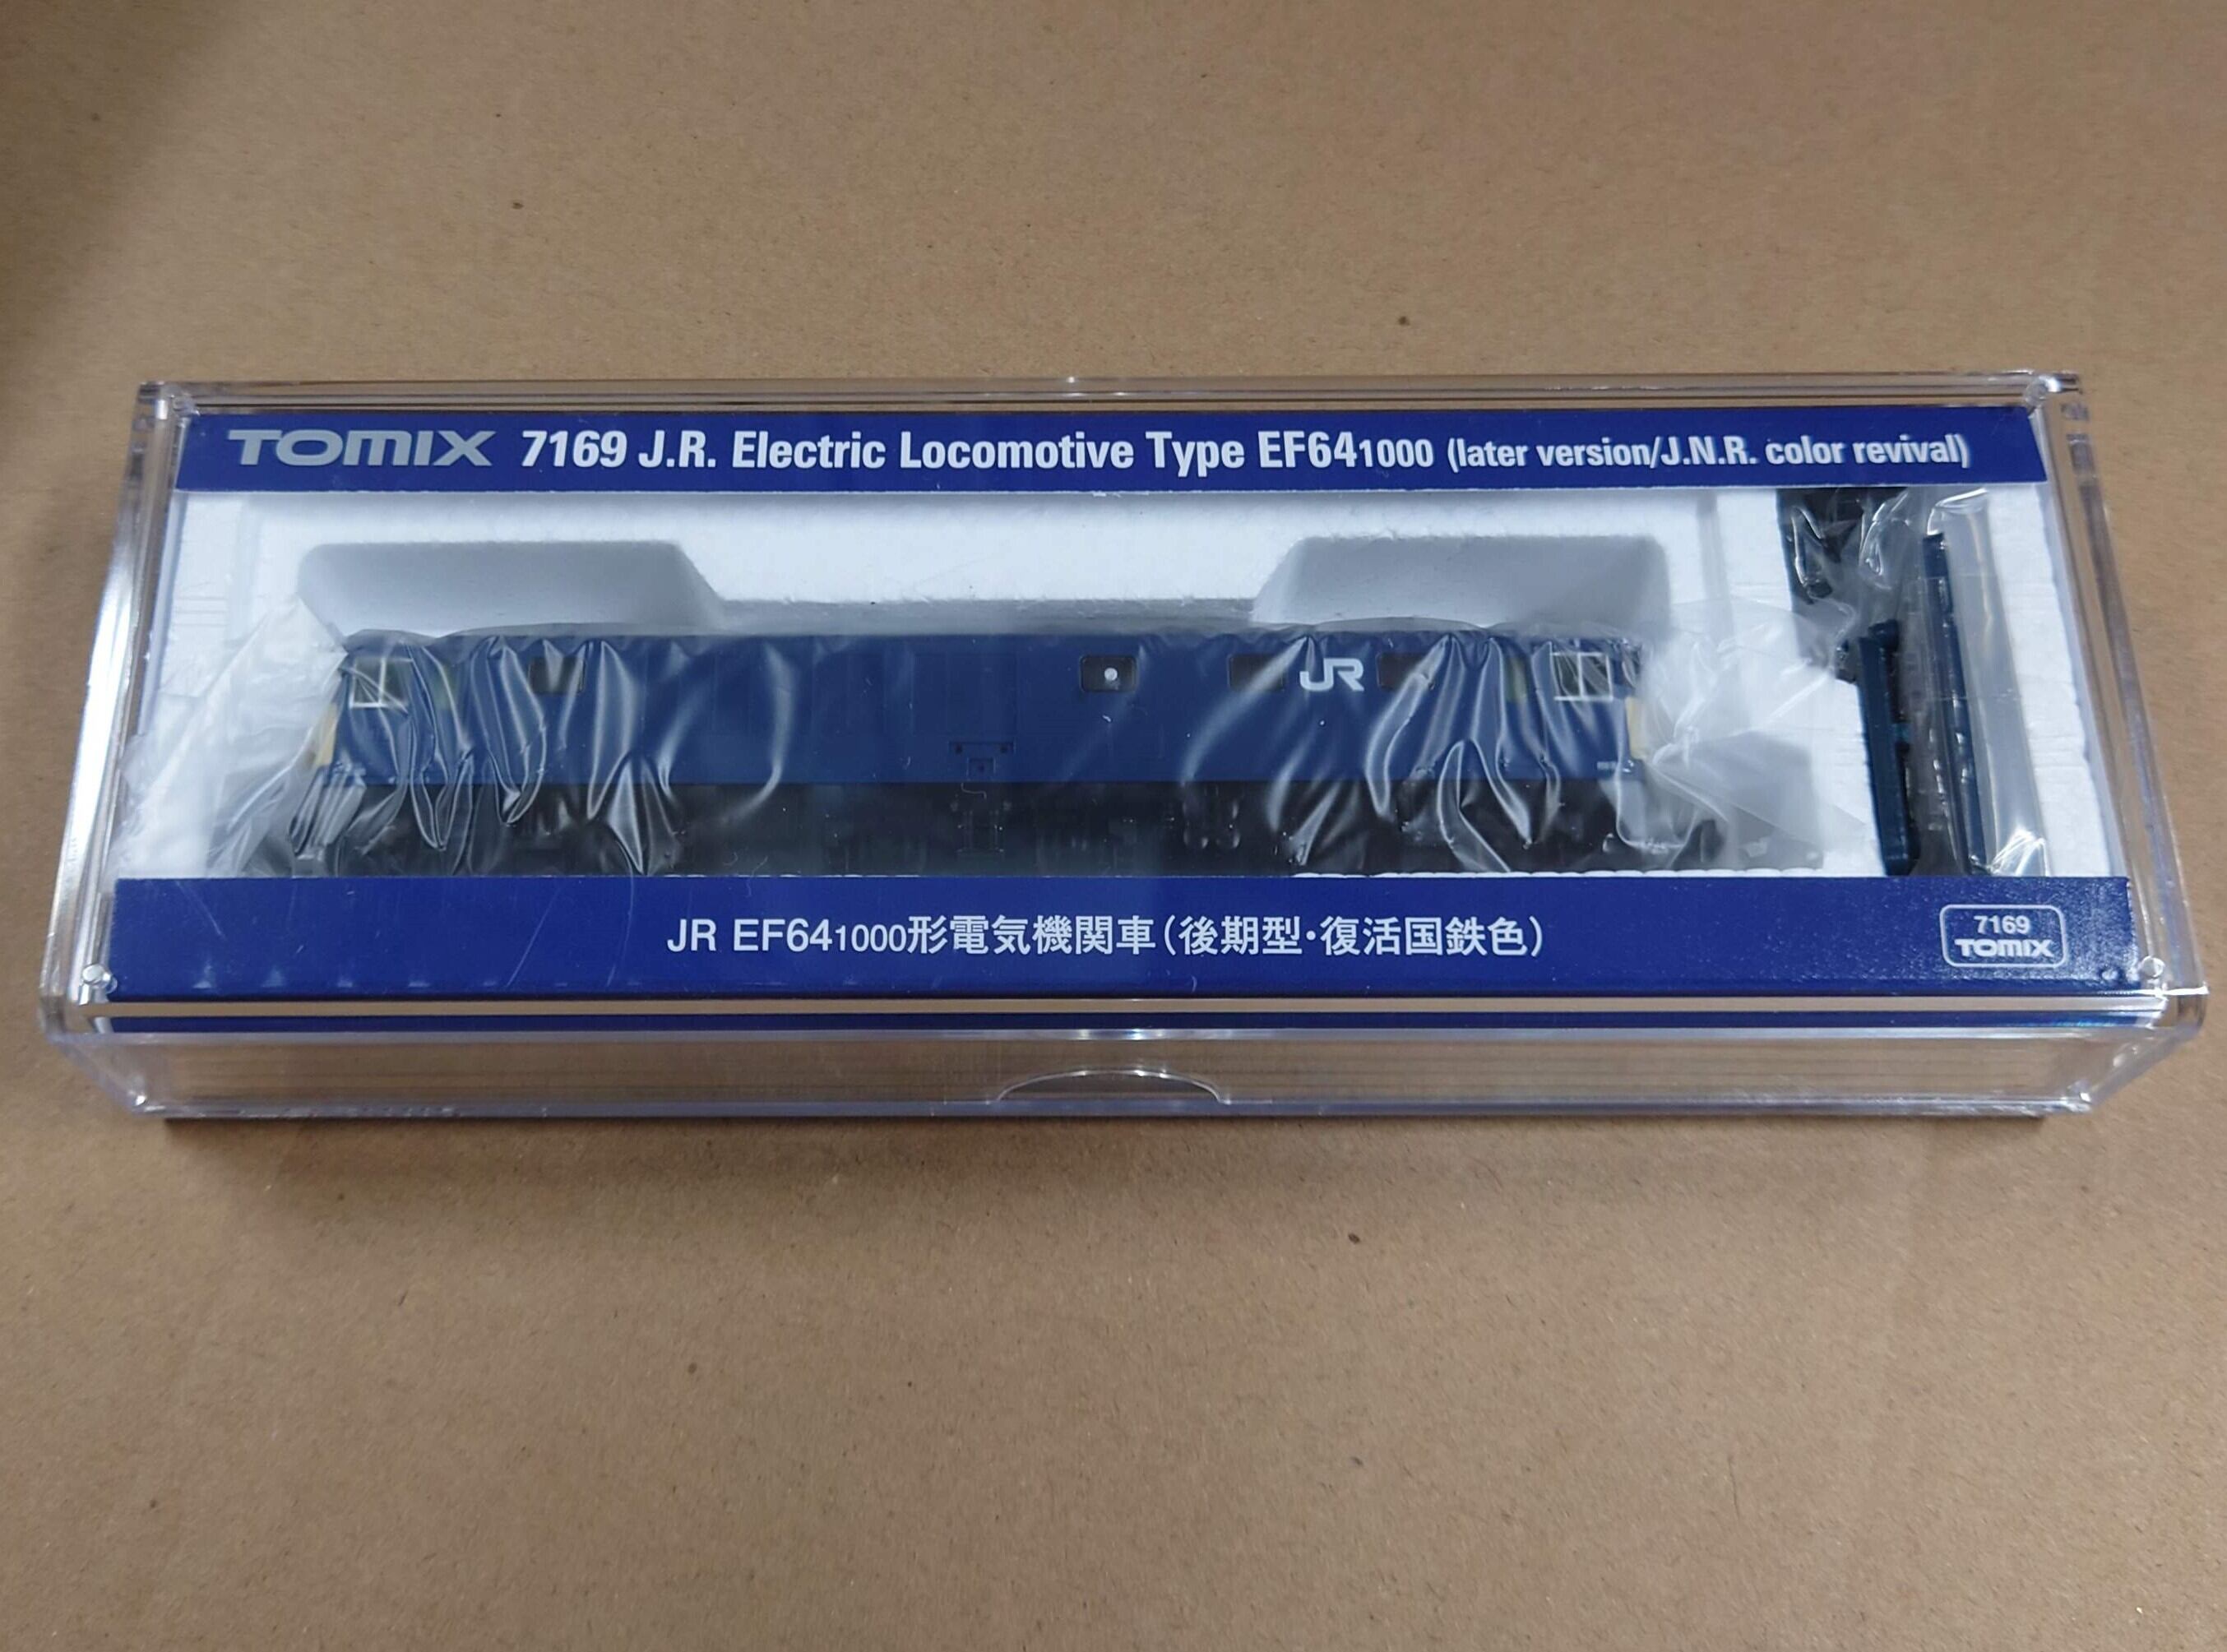 TOMIX 7169 J.R. Electric Locomotive Type EF641000 (later version/J.N.R. color revival)
JR
JR EF641000形電気機関車(後期型・復活国鉄色)
7169
TOMIX